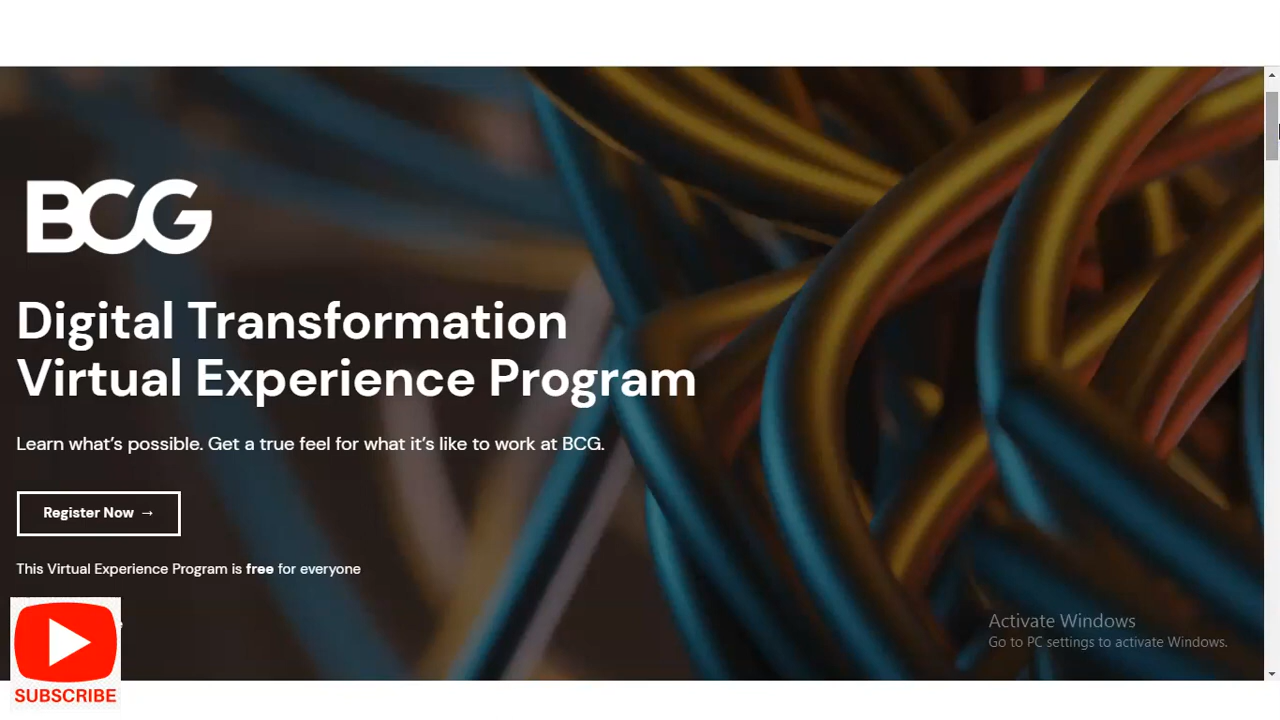 BCG
Digital Transformation
Virtual Experience Program
Learn what's possible. Get a true feel for what it's like to work at BCG.
Register Now →
This Virtual Experience Program is free for everyone
Activate Windows
Go to PC settings to activate Windows.
SUBSCRIBE